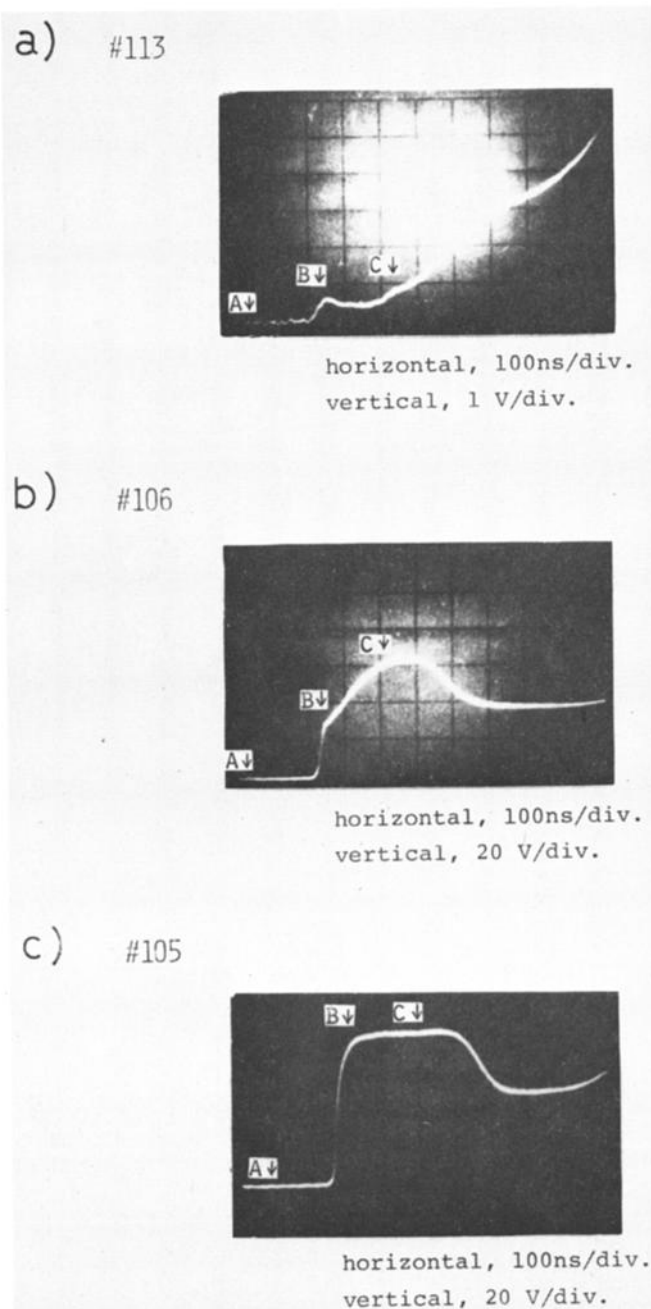 a) #113
B↓
C↓
A↓
horizontal, 100ns/div.
vertical, 1 V/div.
b) #106
C↓
B↓
A↓
horizontal, 100ns/div.
vertical, 20 V/div.
c) #105
B↓ C↓
A↓
horizontal, 100ns/div.
vertical, 20 V/div.